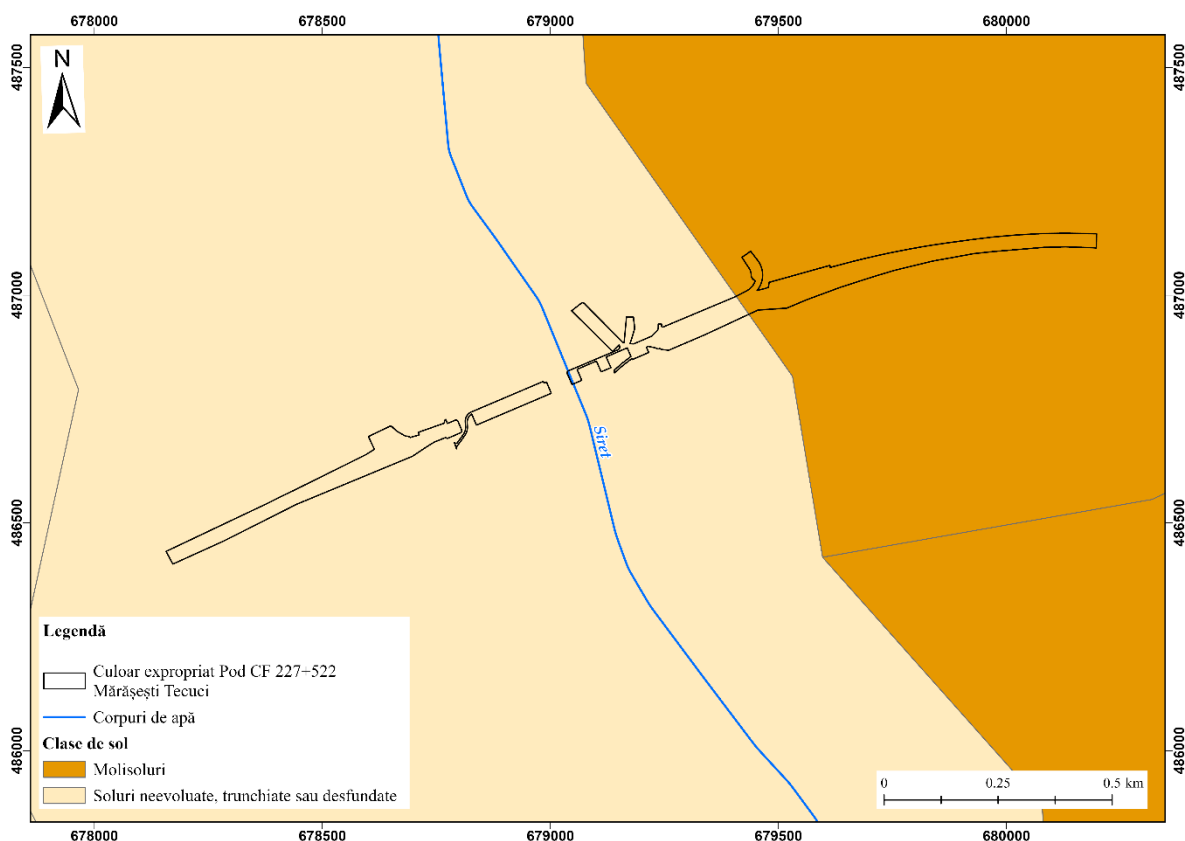 678000 678500 679000 679500 680000
487500 487500
N
487000 487000
Siret
486500 486500
Legendă
Culoar expropriat Pod CF 227+522
Mărășești Tecuci
Corpuri de apă
486000 486000
Clase de sol
Molisoluri
0 0.25 0.5 km
Soluri neevoluate, trunchiate sau desfundate
678000 678500 679000 679500 680000